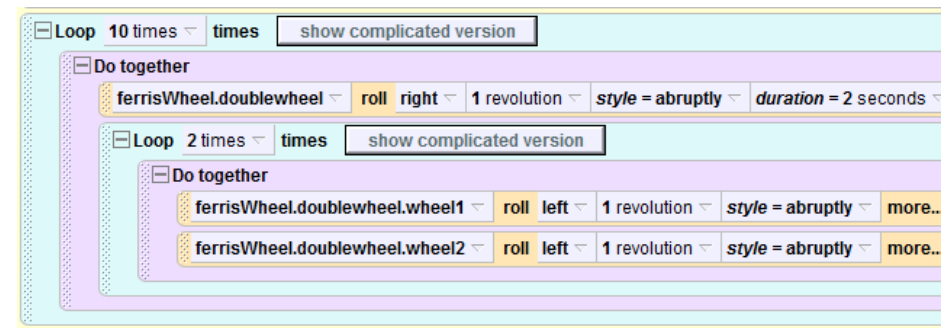 Loop 10 times times show complicated version
Do together
ferrisWheel.doublewheel roll right 1 revolution style = abruptly duration = 2 seconds
Loop 2 times times show complicated version
Do together
ferrisWheel.doublewheel.wheel1 roll left 1 revolution style = abruptly more...
ferrisWheel.doublewheel.wheel2 roll left 1 revolution style = abruptly more...